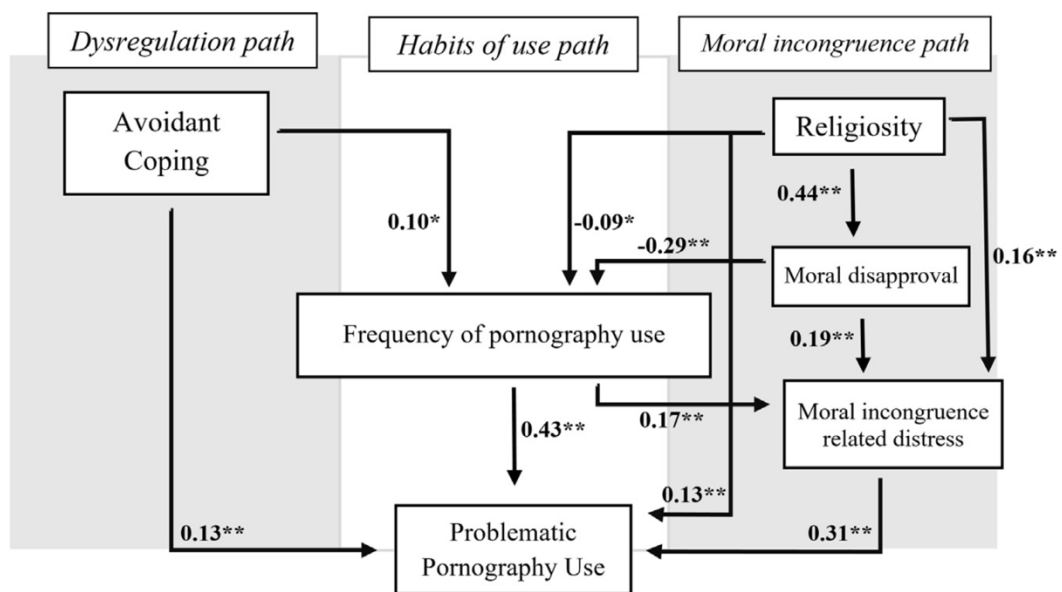 Dysregulation path
Habits of use path
Moral incongruence path
Avoidant
Coping
Religiosity
0.44**
0.10*
-0.09*
-0.29**
0.16**
Moral disapproval
Frequency of pornography use
0.19**
Moral incongruence
related distress
0.17**
0.43**
0.13**
0.13**
0.31**
Problematic
Pornography Use